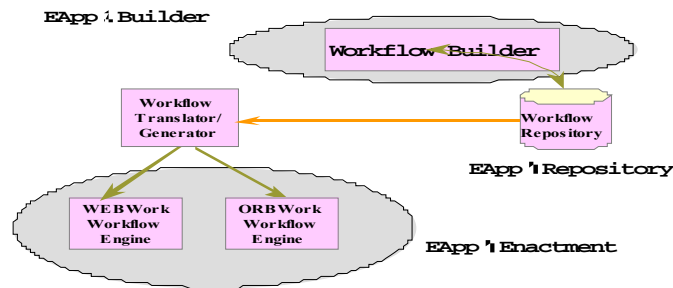 EApp Builder
Workflow Builder
Workflow
Translator/
Generator
Workflow
Repository
EApp Repository
WEBWork
Workflow
Engine
ORBWork
Workflow
Engine
EApp Enactment